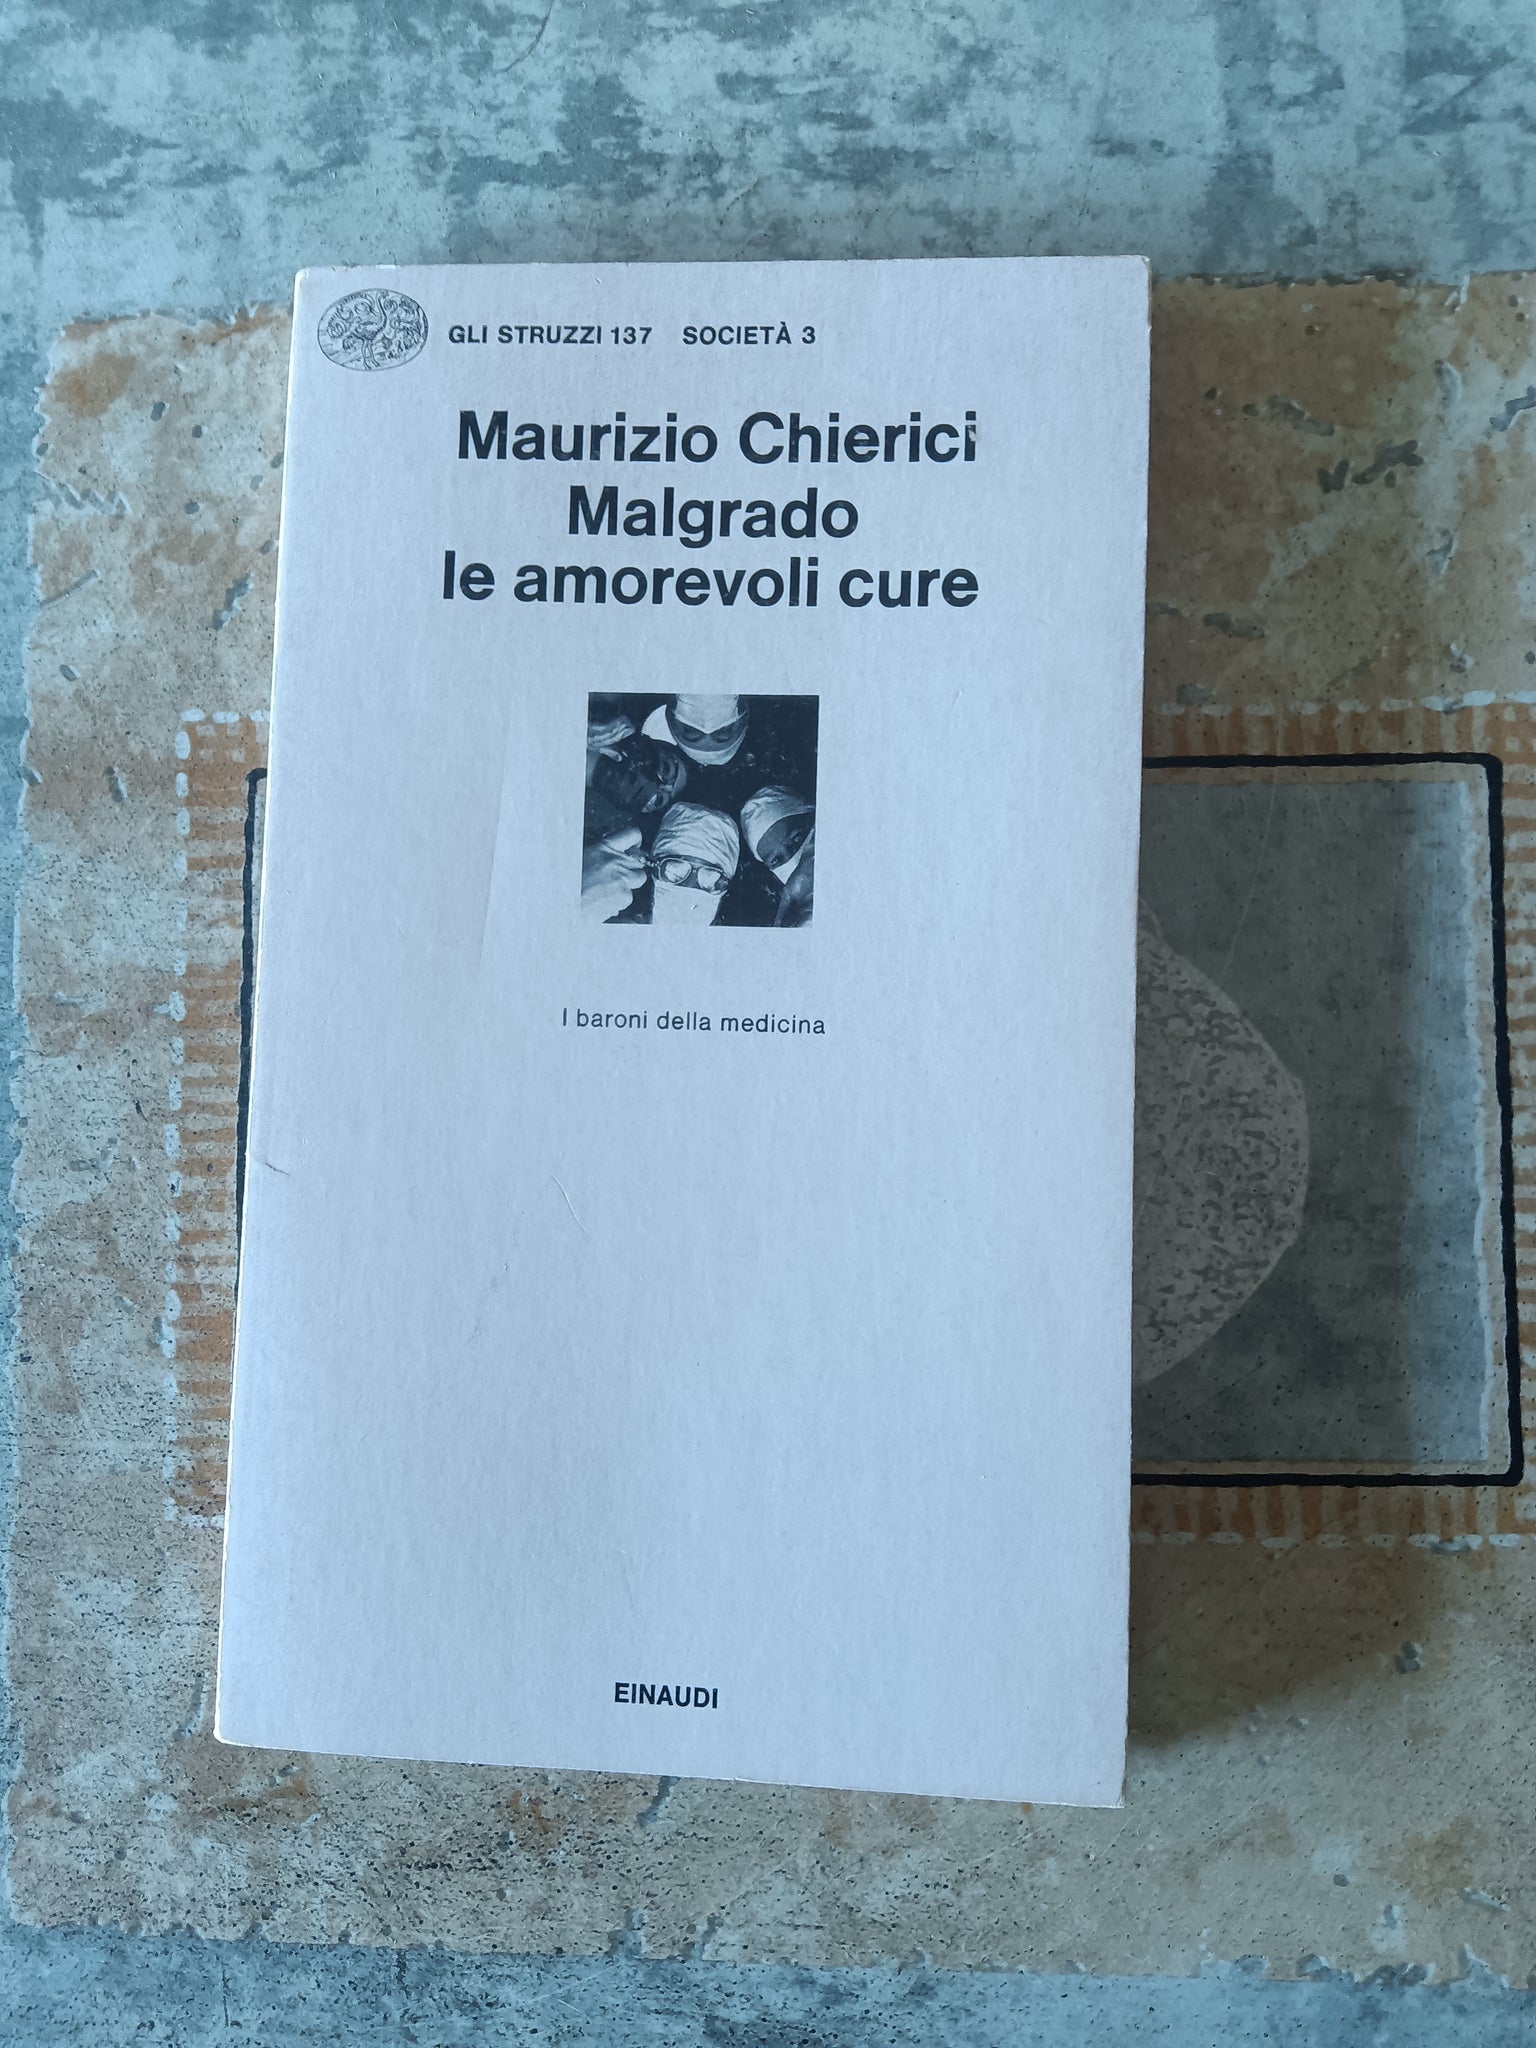 GLI STRUZZI 137 SOCIETÀ 3
Maurizio Chierici
Malgrado
le amorevoli cure
I baroni della medicina
EINAUDI